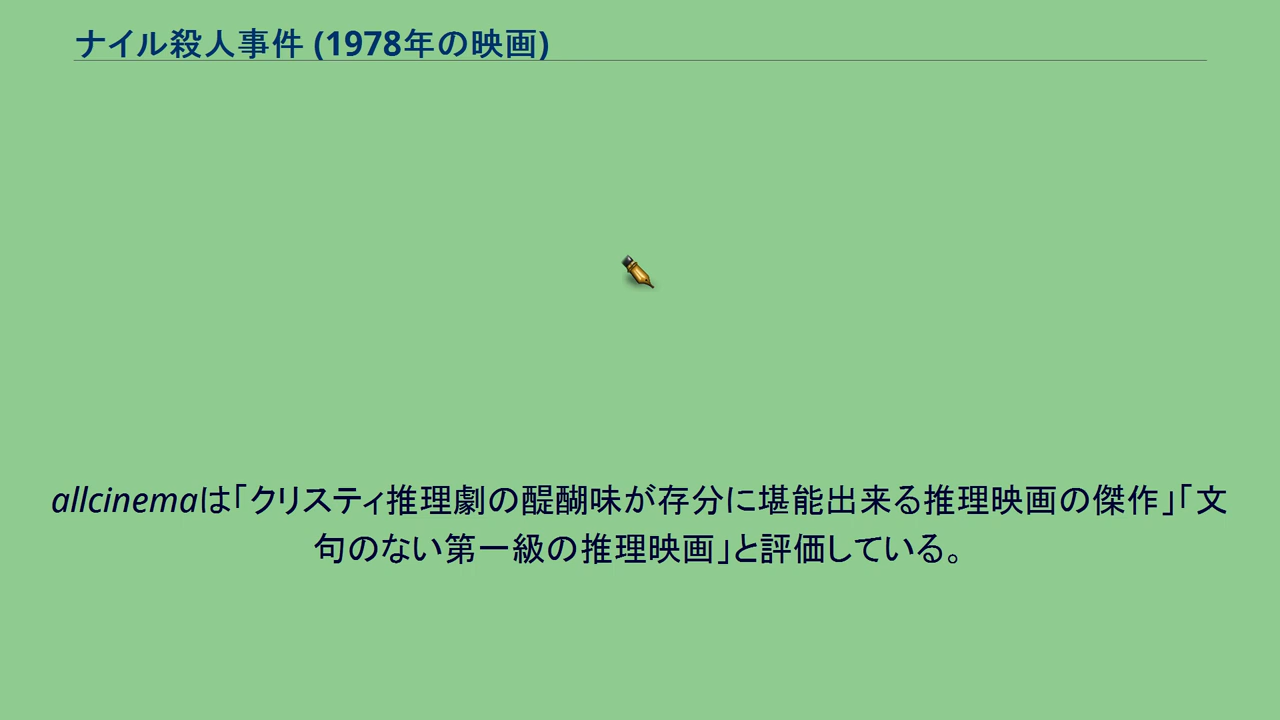 ナイル殺人事件 (1978年の映画)
allcinemaは「クリスティ推理劇の醍醐味が存分に堪能出来る推理映画の傑作」「文
句のない第一級の推理映画」と評価している。